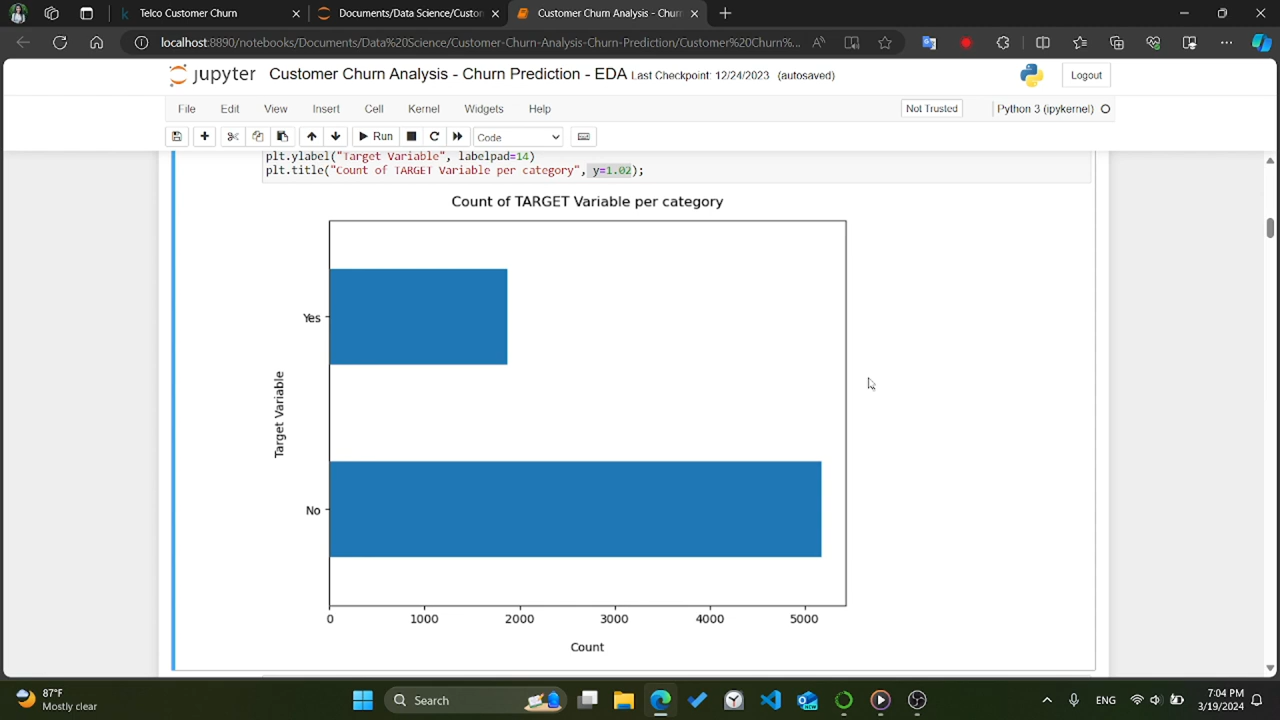 Telco Customer Churn
Documents/Data Science/Custon
Customer Churn Analysis - Churn
localhost:8890/notebooks/Documents/Data%20Science/Customer-Churn-Analysis-Churn-Prediction/Customer%20Churn%...
jupyter Customer Churn Analysis - Churn Prediction - EDA Last Checkpoint: 12/24/2023 (autosaved)
Logout
File Edit View Insert Cell Kernel Widgets Help
Not Trusted
Python 3 (ipykernel)
Run
Code
plt.ylabel("Target Variable", labelpad=14)
plt.title("Count of TARGET Variable per category", y=1.02);
Count of TARGET Variable per category
Yes
Target Variable
No
0 1000 2000 3000 4000 5000
Count
87°F
Mostly clear
Search
ENG
7:04 PM
3/19/2024